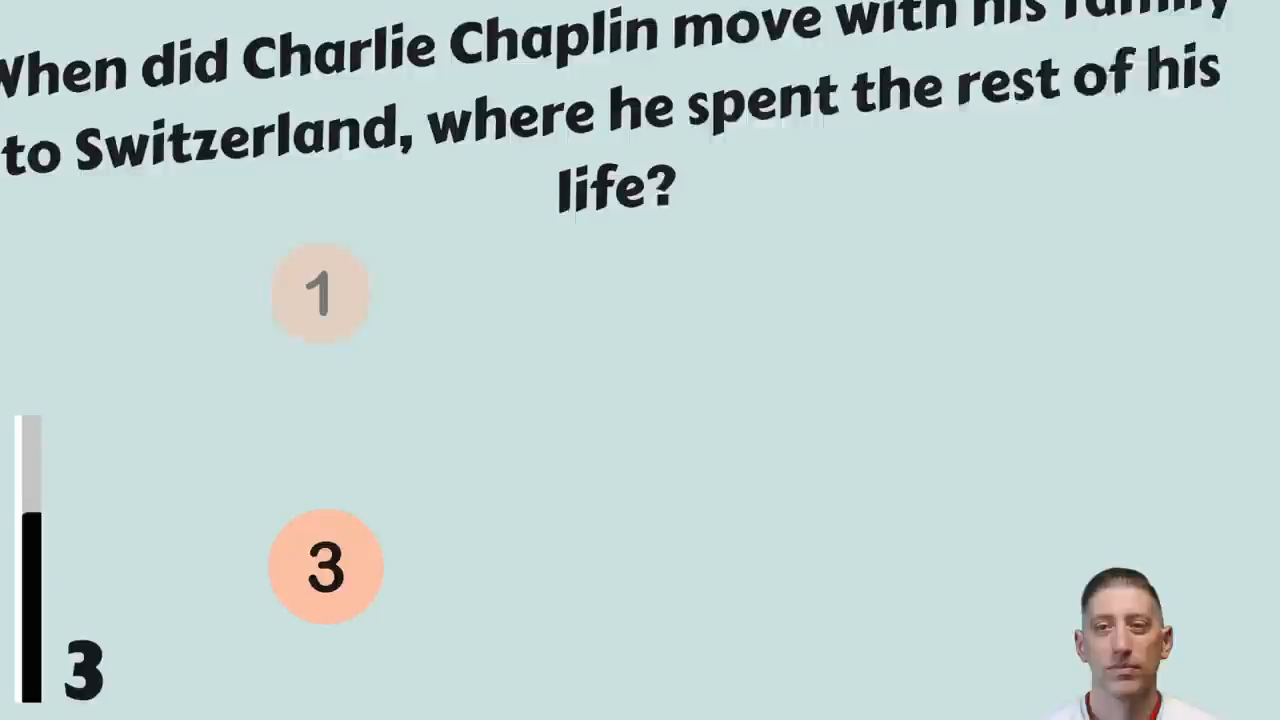 When did Charlie Chaplin move with his family
to Switzerland, where he spent the rest of his
life?
1
3
3